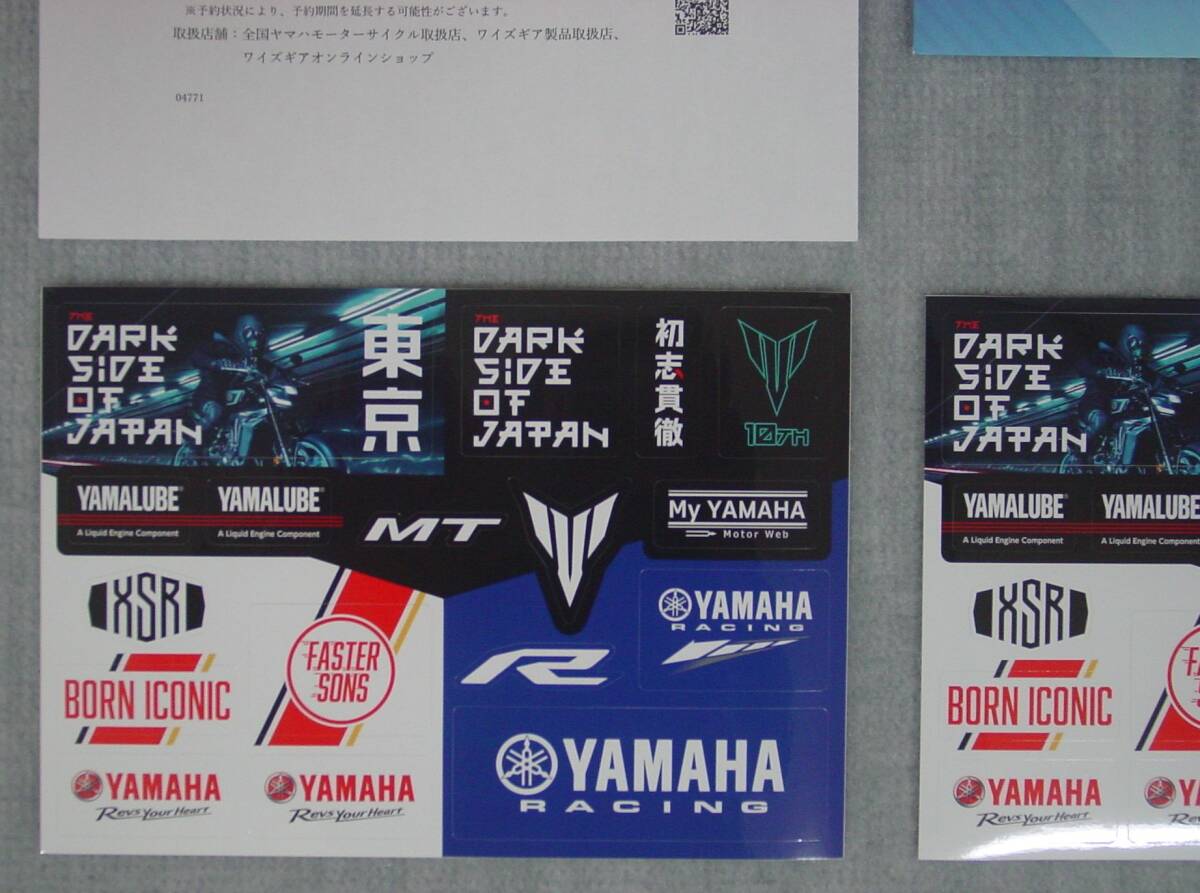 ※予約状況により、予約期間を延長する可能性がございます。
取扱店舗：全国ヤマハモーターサイクル取扱店、ワイズギア製品取扱店、
ワイズギアオンラインショップ
04771
THE
DARK
SIDE
OF
JAPAN
東京
THE
DARK
SIDE
OF
JAPAN
初志貫徹
10TH
YAMALUBE®
A Liquid Engine Component
YAMALUBE®
A Liquid Engine Component
MT
My YAMAHA
Motor Web
XSR
BORN ICONIC
FASTER
SONS
YAMAHA
RACING
R
YAMAHA
Revs Your Heart
YAMAHA
Revs Your Heart
YAMAHA
RACING
THE
DARK
SIDE
OF
JAPAN
YAMALUBE®
A Liquid Engine Component
YAMALUBE
A Liquid Engine Component
XSR
BORN ICONIC
YAMAHA
Revs Your Heart